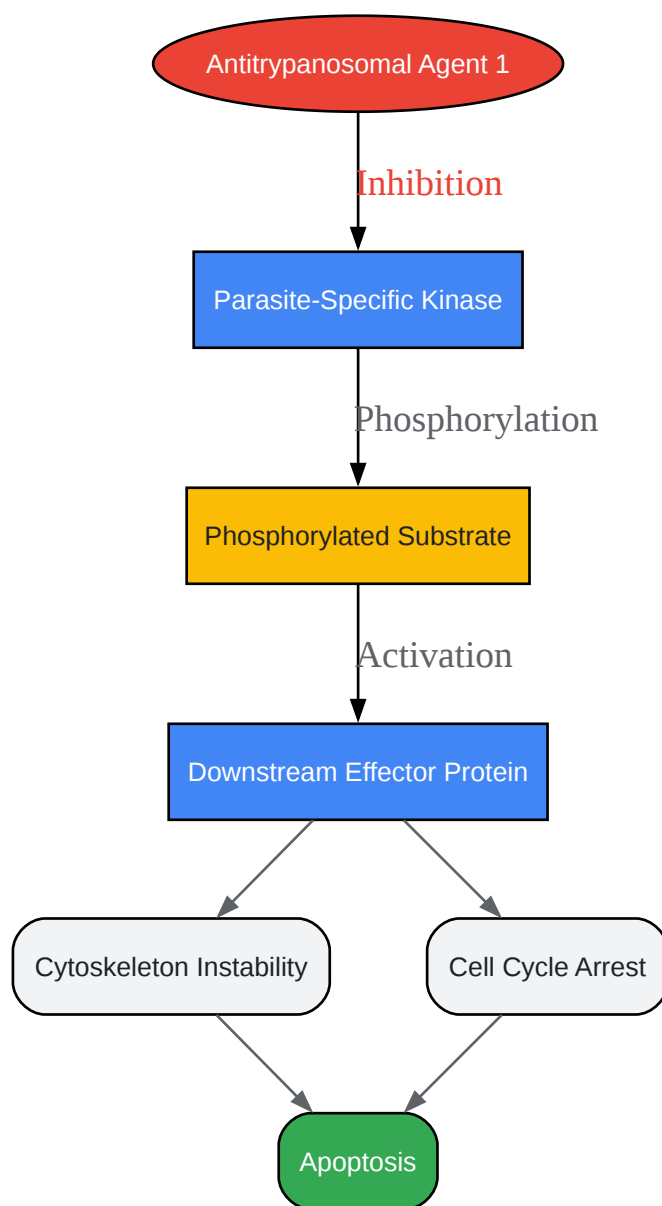 Antitrypanosomal Agent 1
Inhibition
Parasite-Specific Kinase
Phosphorylation
Phosphorylated Substrate
Activation
Downstream Effector Protein
Cytoskeleton Instability
Cell Cycle Arrest
Apoptosis